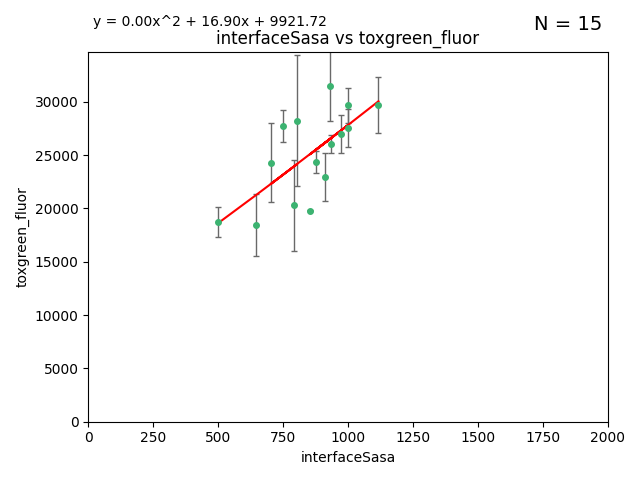 y = 0.00x^2 + 16.90x + 9921.72
N = 15
interfaceSasa vs toxgreen_fluor
30000
25000
20000
15000
10000
5000
0
toxgreen_fluor
0 250 500 750 1000 1250 1500 1750 2000
interfaceSasa